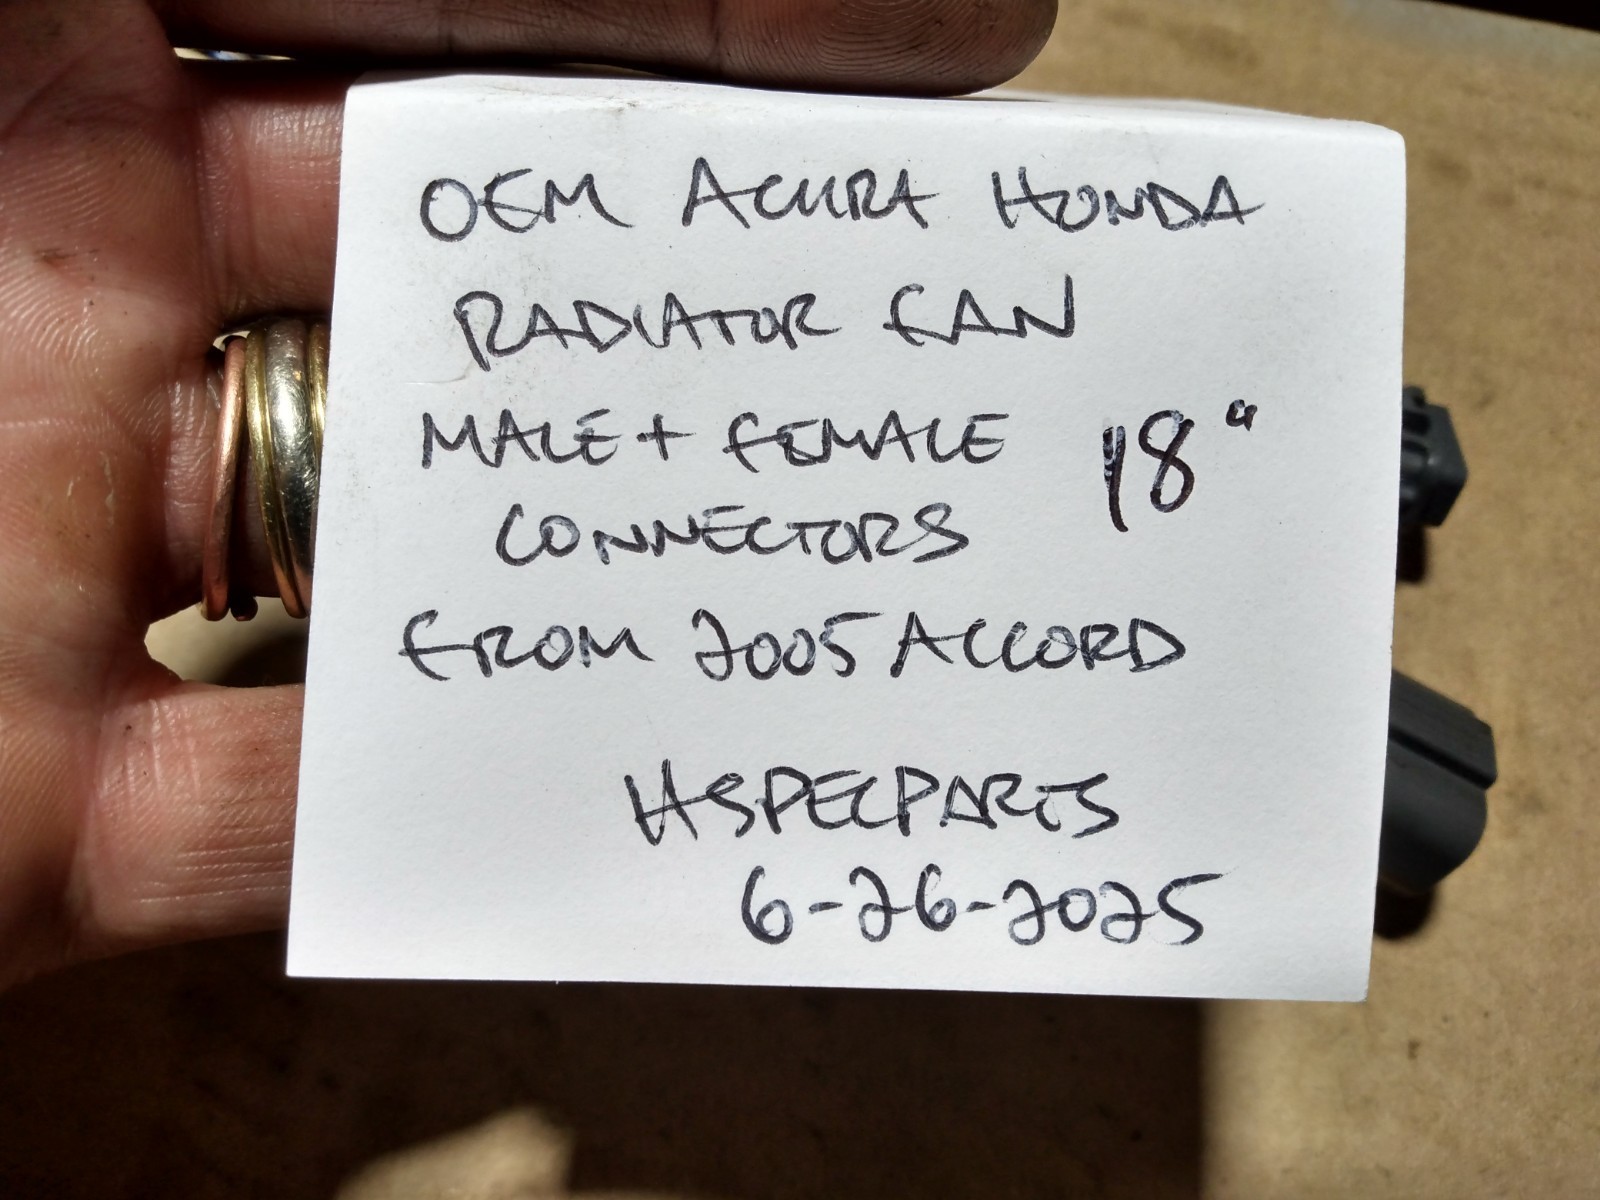 OEM ACURA HONDA
RADIATOR FAN
MALE + FEMALE 18"
CONNECTORS
FROM 2005 ACCORD
HSPECPARTS
6-26-2025